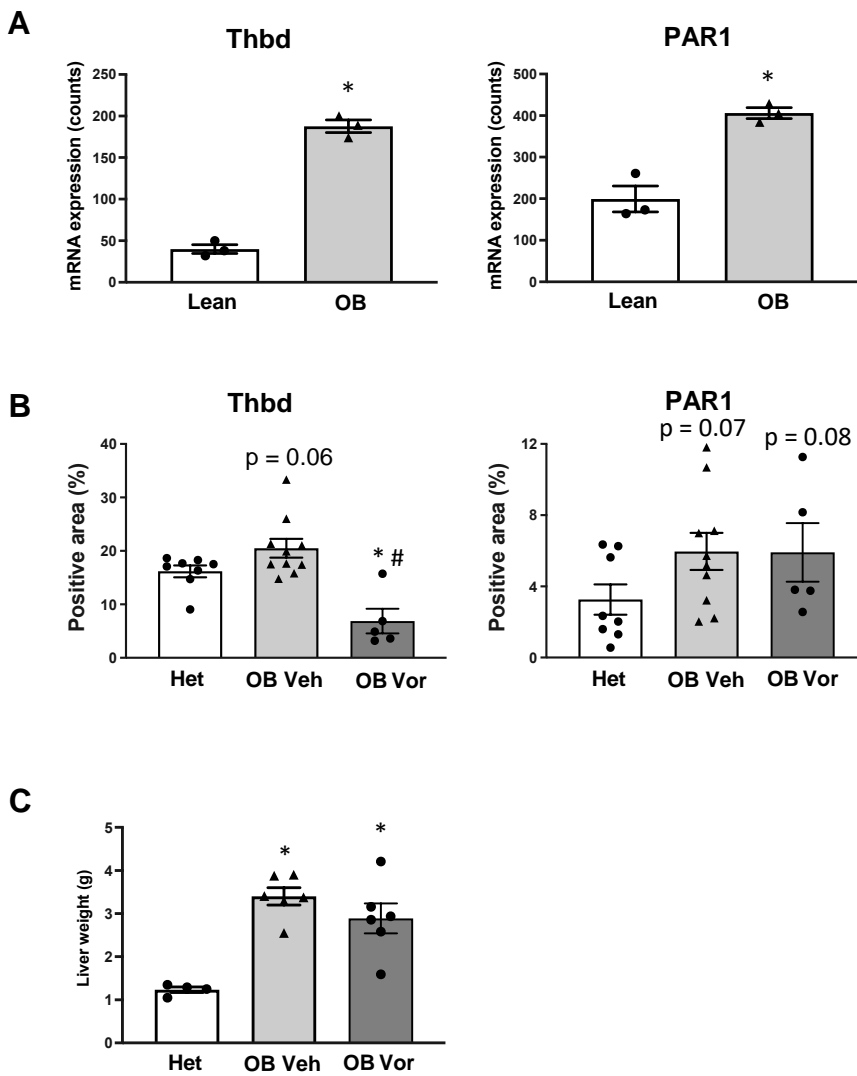 A
Thbd
PAR1
mRNA expression (counts)
250
200
150
100
50
0
*
Lean
OB
mRNA expression (counts)
500
400
300
200
100
0
*
Lean
OB
B
Thbd
PAR1
Positive area (%)
40
30
20
10
0
p = 0.06
* #
Het
OB Veh
OB Vor
Positive area (%)
12
9
6
3
0
p = 0.07
p = 0.08
Het
OB Veh
OB Vor
C
Liver weight (g)
5
4
3
2
1
0
*
*
Het
OB Veh
OB Vor